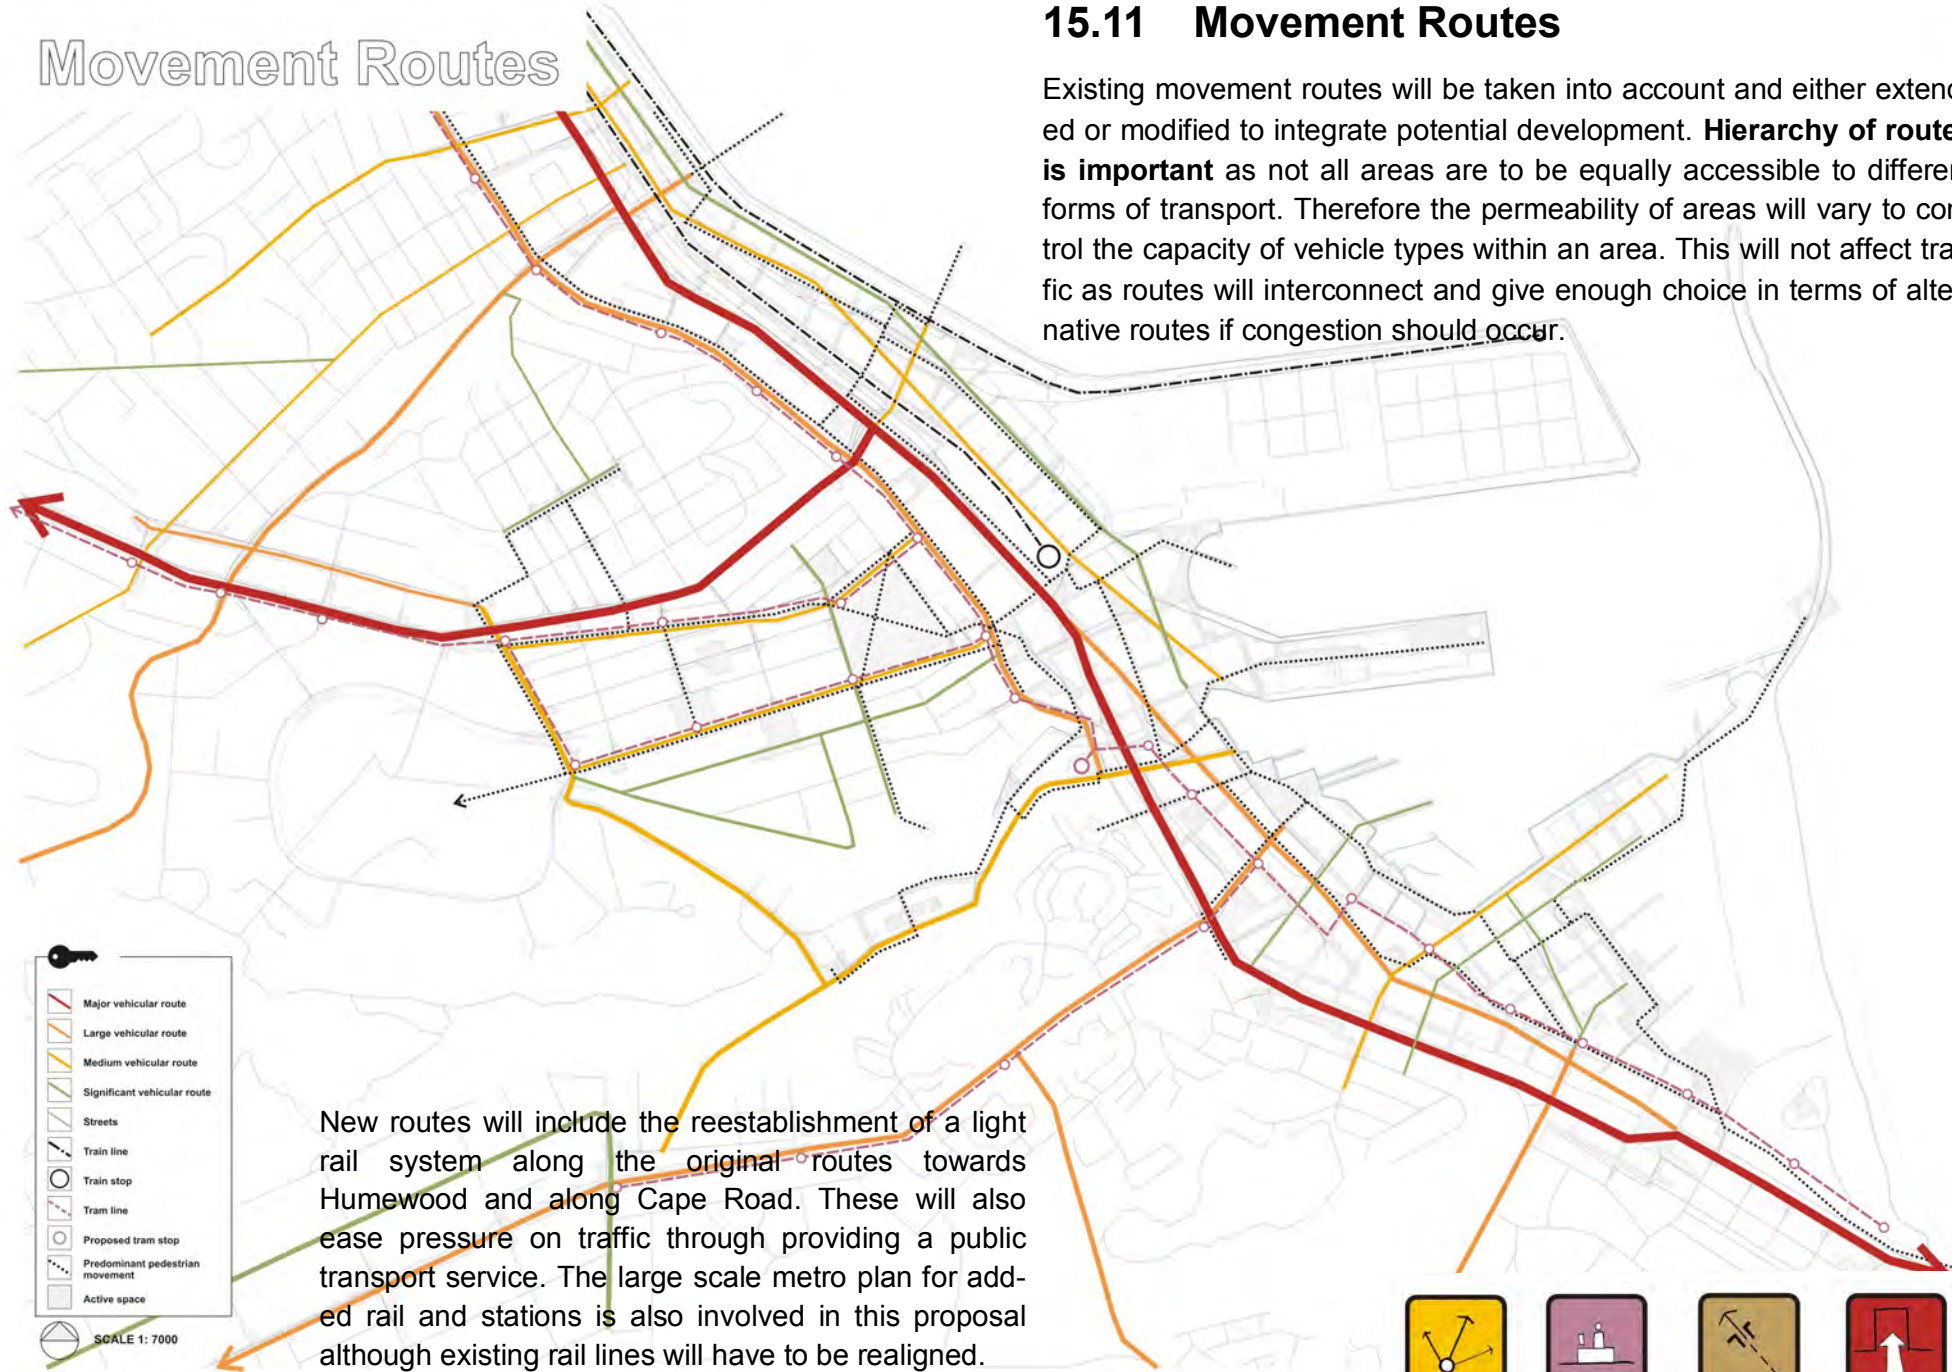 Movement Routes
15.11 Movement Routes
Existing movement routes will be taken into account and either extend
ed or modified to integrate potential development. Hierarchy of route
is important as not all areas are to be equally accessible to differen
forms of transport. Therefore the permeability of areas will vary to con
trol the capacity of vehicle types within an area. This will not affect tra
fic as routes will interconnect and give enough choice in terms of alte
native routes if congestion should occur.
Major vehicular route
Large vehicular route
Medium vehicular route
Significant vehicular route
Streets
Train line
Train stop
Tram line
Proposed tram stop
Predominant pedestrian
movement
Active space
SCALE 1: 7000
New routes will include the reestablishment of a light
rail system along the original routes towards
Humewood and along Cape Road. These will also
ease pressure on traffic through providing a public
transport service. The large scale metro plan for add-
ed rail and stations is also involved in this proposal
although existing rail lines will have to be realigned.